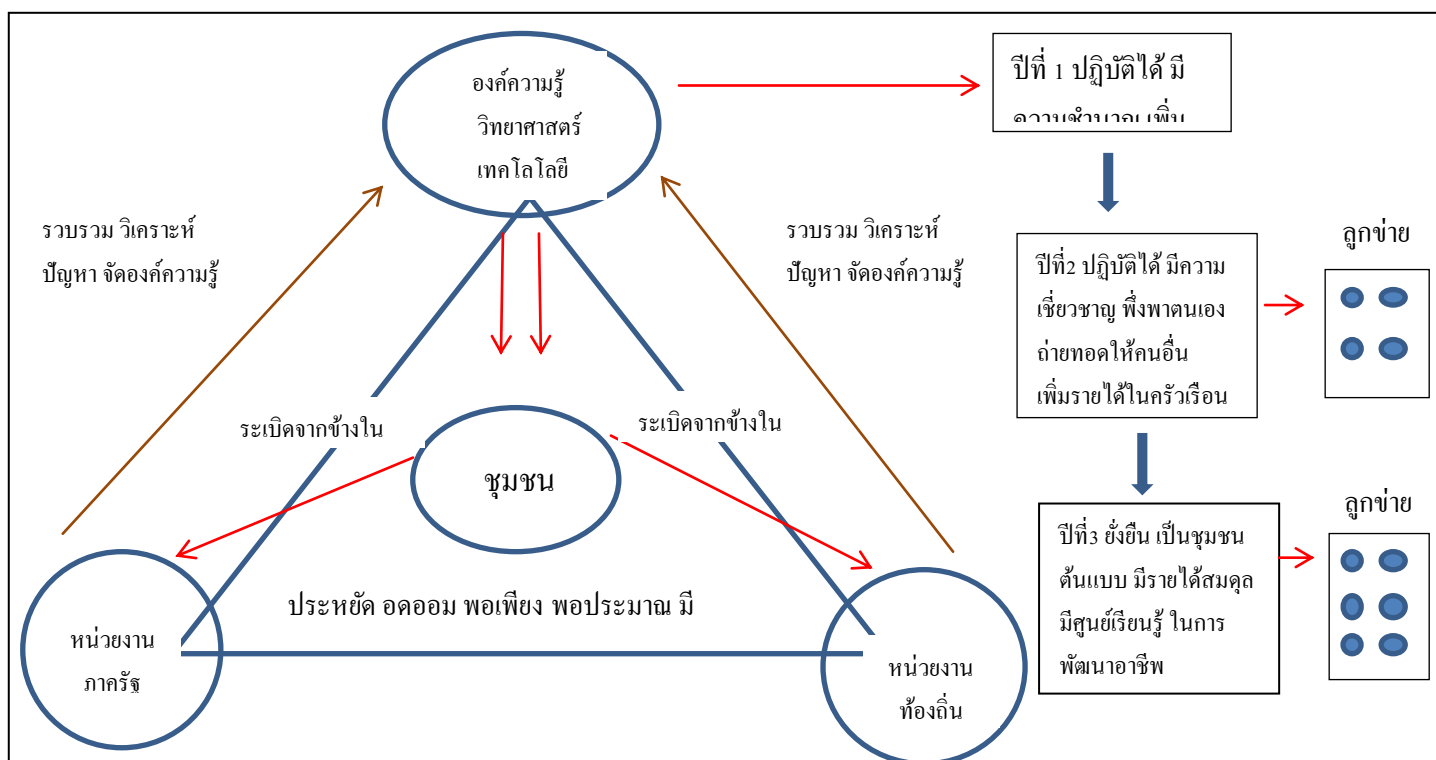 องค์ความรู้
วิทยาศาสตร์
เทคโลโลยี
รวบรวม วิเคราะห์
ปัญหา จัดองค์ความรู้
รวบรวม วิเคราะห์
ปัญหา จัดองค์ความรู้
ระเบิดจากข้างใน
ระเบิดจากข้างใน
ชุมชน
ประหยัด อดออม พอเพียง พอประมาณ มี
หน่วยงาน
ภาครัฐ
หน่วยงาน
ท้องถิ่น
ปีที่ 1 ปฏิบัติได้ มี
ความชำนาญ เพิ่ม
ปีที่2 ปฏิบัติได้ มีความ
เชี่ยวชาญ พึ่งพาตนเอง
ถ่ายทอดให้คนอื่น
เพิ่มรายได้ในครัวเรือน
ลูกข่าย
ปีที่3 ยั่งยืน เป็นชุมชน
ต้นแบบ มีรายได้สมดุล
มีศูนย์เรียนรู้ ในการ
พัฒนาอาชีพ
ลูกข่าย